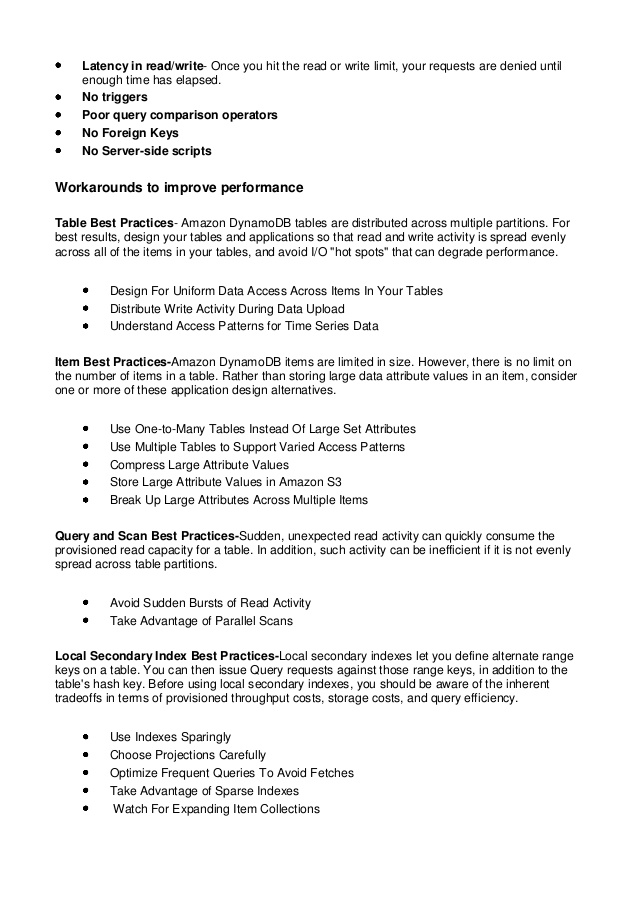 • Latency in read/write- Once you hit the read or write limit, your requests are denied until
enough time has elapsed.
• No triggers
• Poor query comparison operators
• No Foreign Keys
• No Server-side scripts
Workarounds to improve performance
Table Best Practices- Amazon DynamoDB tables are distributed across multiple partitions. For
best results, design your tables and applications so that read and write activity is spread evenly
across all of the items in your tables, and avoid I/O "hot spots" that can degrade performance.
• Design For Uniform Data Access Across Items In Your Tables
• Distribute Write Activity During Data Upload
• Understand Access Patterns for Time Series Data
Item Best Practices-Amazon DynamoDB items are limited in size. However, there is no limit on
the number of items in a table. Rather than storing large data attribute values in an item, consider
one or more of these application design alternatives.
• Use One-to-Many Tables Instead Of Large Set Attributes
• Use Multiple Tables to Support Varied Access Patterns
• Compress Large Attribute Values
• Store Large Attribute Values in Amazon S3
• Break Up Large Attributes Across Multiple Items
Query and Scan Best Practices-Sudden, unexpected read activity can quickly consume the
provisioned read capacity for a table. In addition, such activity can be inefficient if it is not evenly
spread across table partitions.
• Avoid Sudden Bursts of Read Activity
• Take Advantage of Parallel Scans
Local Secondary Index Best Practices-Local secondary indexes let you define alternate range
keys on a table. You can then issue Query requests against those range keys, in addition to the
table's hash key. Before using local secondary indexes, you should be aware of the inherent
tradeoffs in terms of provisioned throughput costs, storage costs, and query efficiency.
• Use Indexes Sparingly
• Choose Projections Carefully
• Optimize Frequent Queries To Avoid Fetches
• Take Advantage of Sparse Indexes
• Watch For Expanding Item Collections